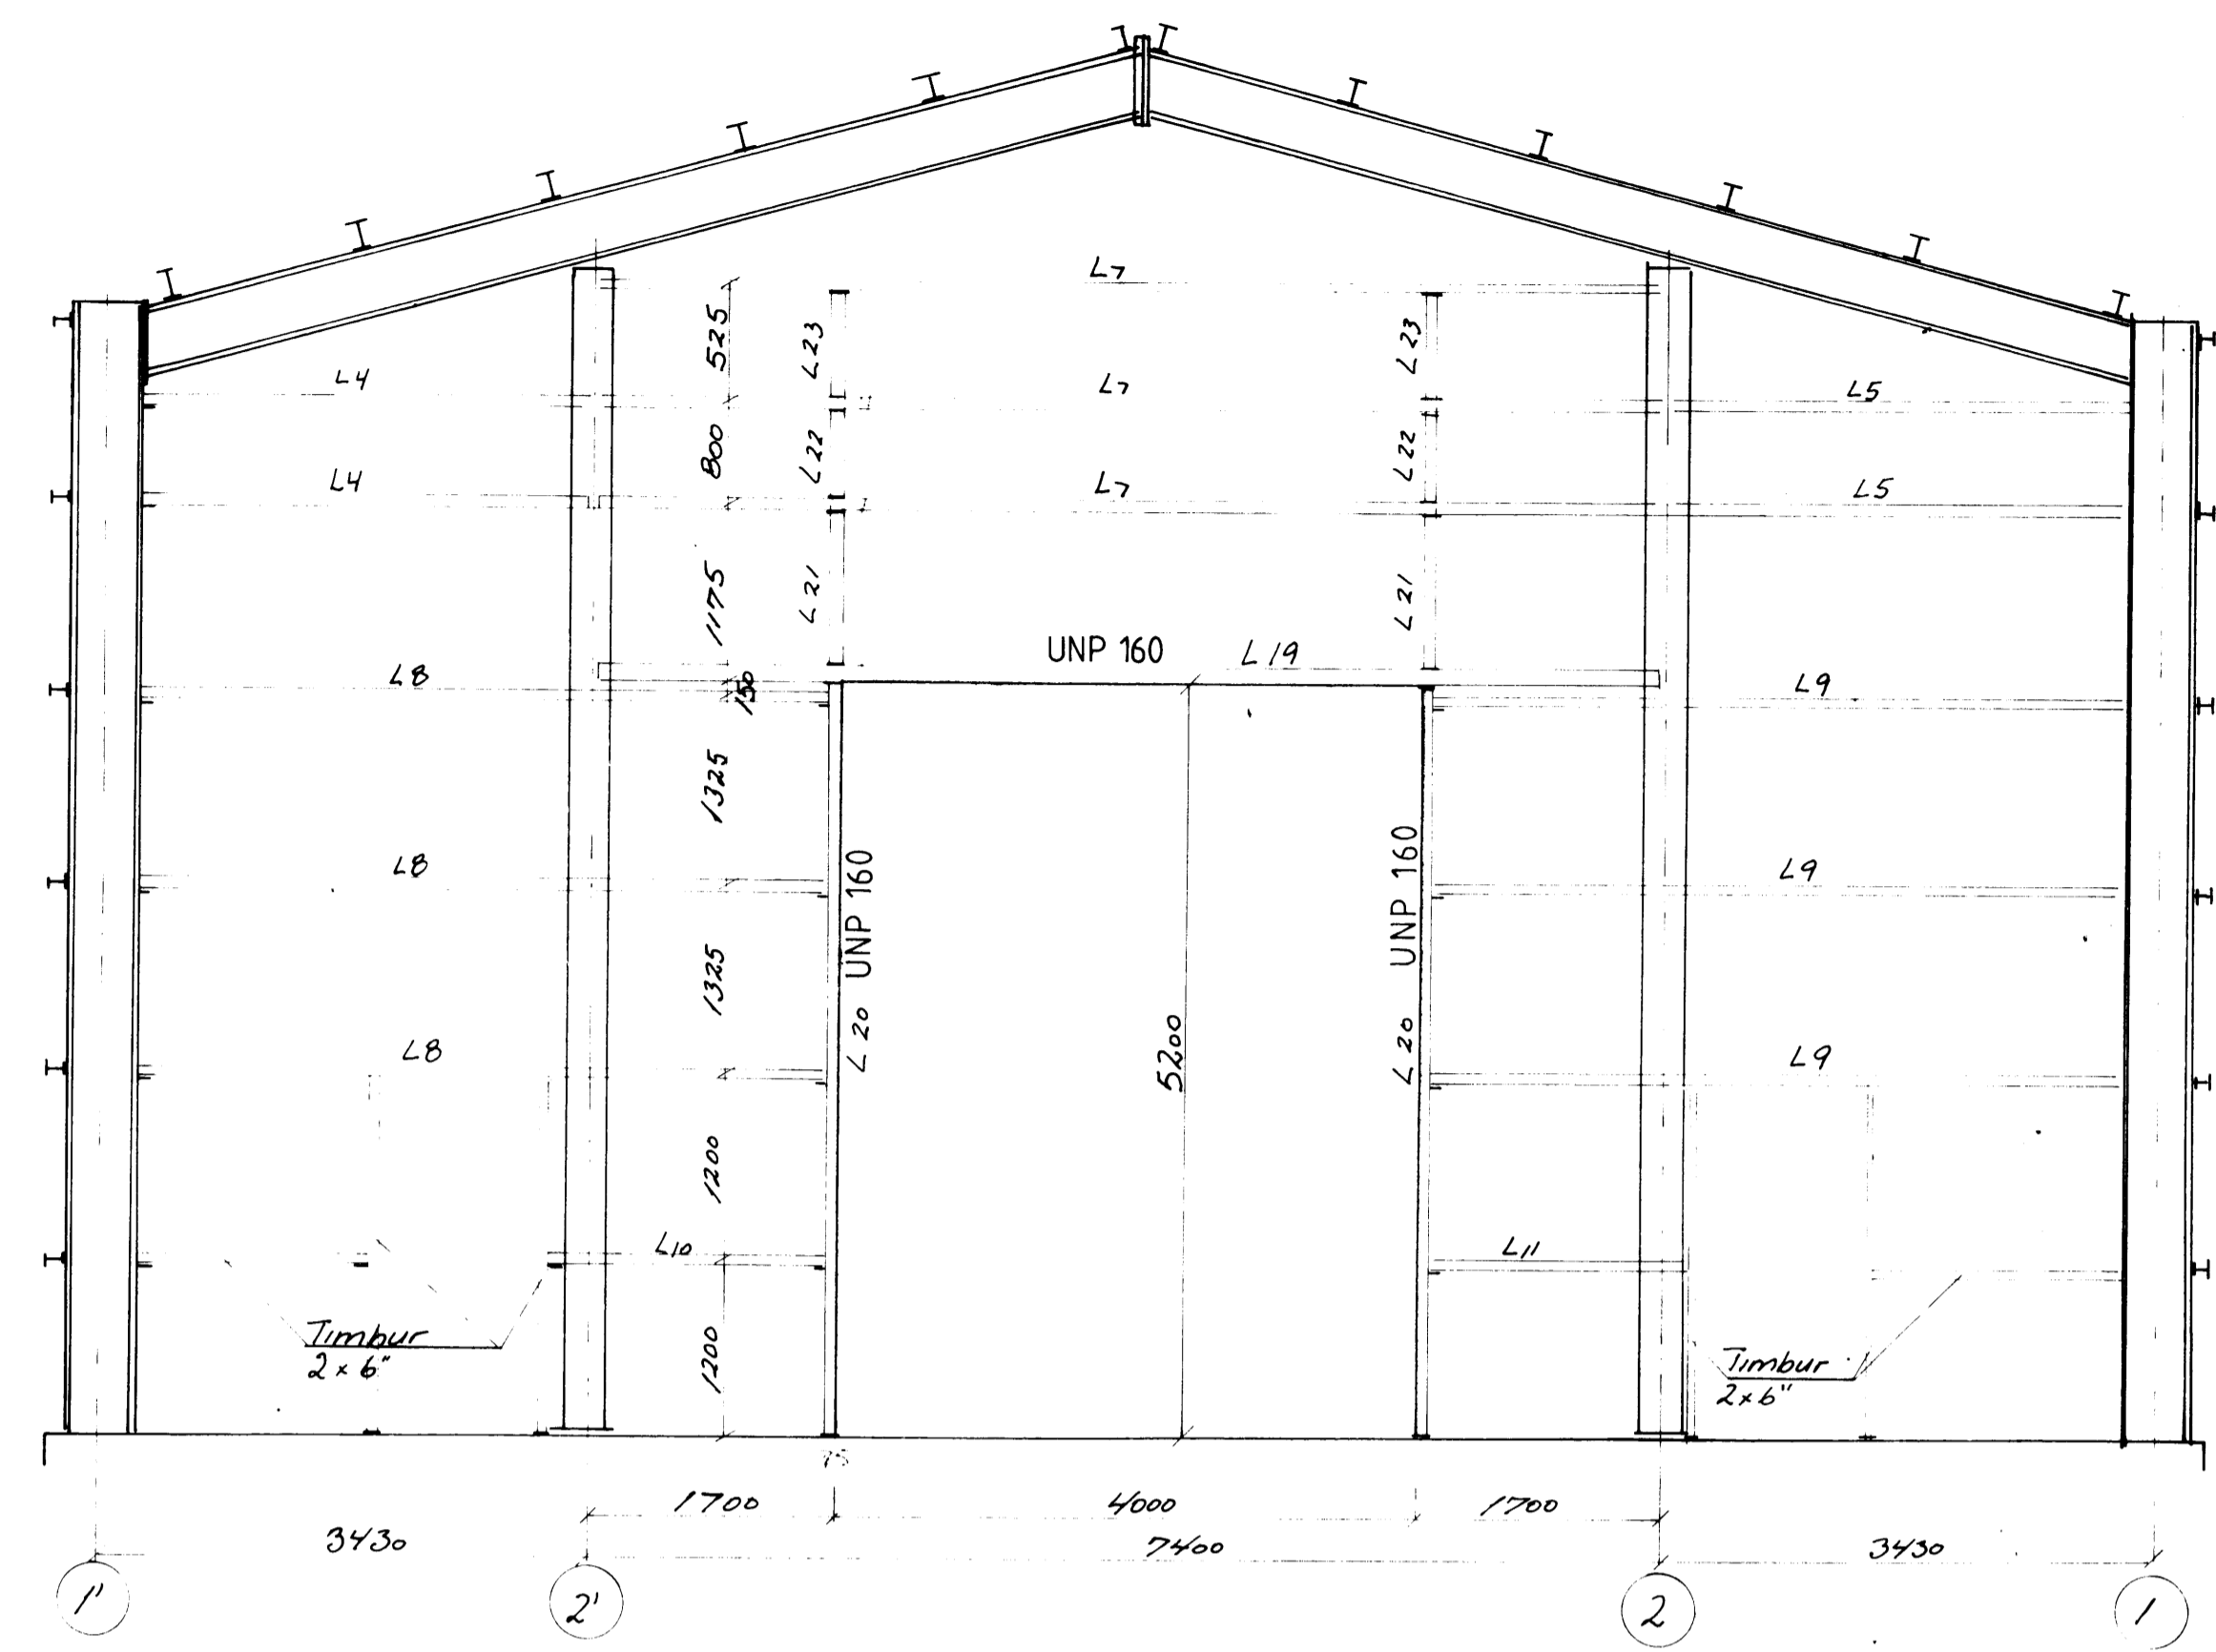 L7
525
L23
L23
L4
L7
L5
800
L22
L22
L4
L7
L5
1175
L21
L21
UNP 160
L19
L8
150
L9
1325
L8
UNP 160
UNP 160
L9
1325
L8
L20
5200
L20
L9
1200
L10
L11
Timbur
2 x 6"
1200
Timbur
2x6"
75
1700
4000
1700
3430
7400
3430
1'
2'
2
1